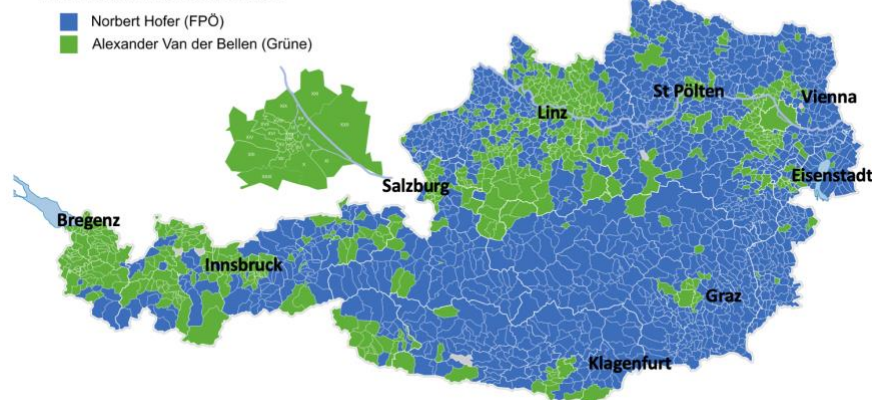 Norbert Hofer (FPÖ)
Alexander Van der Bellen (Grüne)
St Pölten
Vienna
Linz
Salzburg
Eisenstadt
Bregenz
Innsbruck
Graz
Klagenfurt